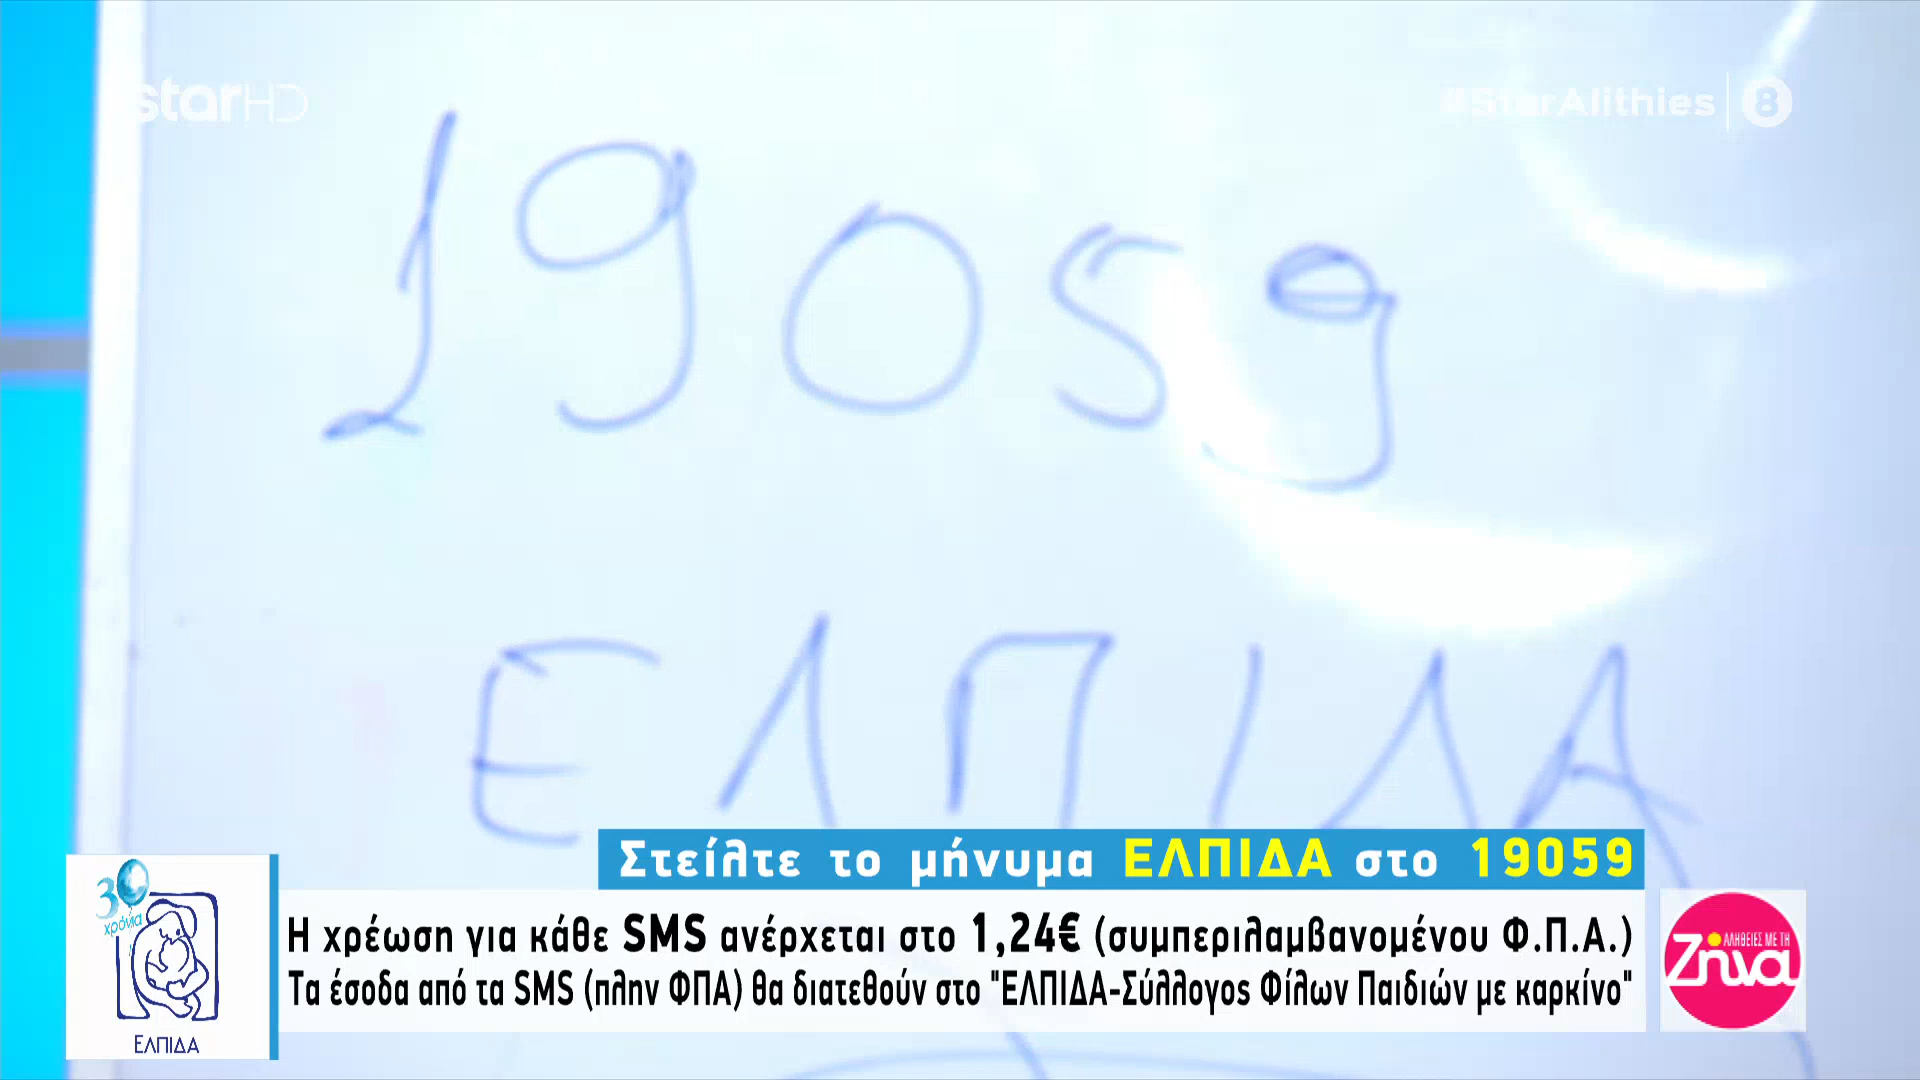 star HD
#StarAlithies | 8
19059
ΕΛΠΙΔΑ
Στείλτε το μήνυμα ΕΛΠΙΔΑ στο 19059
Η χρέωση για κάθε SMS ανέρχεται στο 1,24€ (συμπεριλαμβανομένου Φ.Π.Α.)
Τα έσοδα από τα SMS (πλην ΦΠΑ) θα διατεθούν στο "ΕΛΠΙΔΑ-Σύλλογος Φίλων Παιδιών με καρκίνο"
30
χρόνια
ΕΛΠΙΔΑ
ΑΛΗΘΕΙΕΣ ΜΕ ΤΗ
Ζήνα